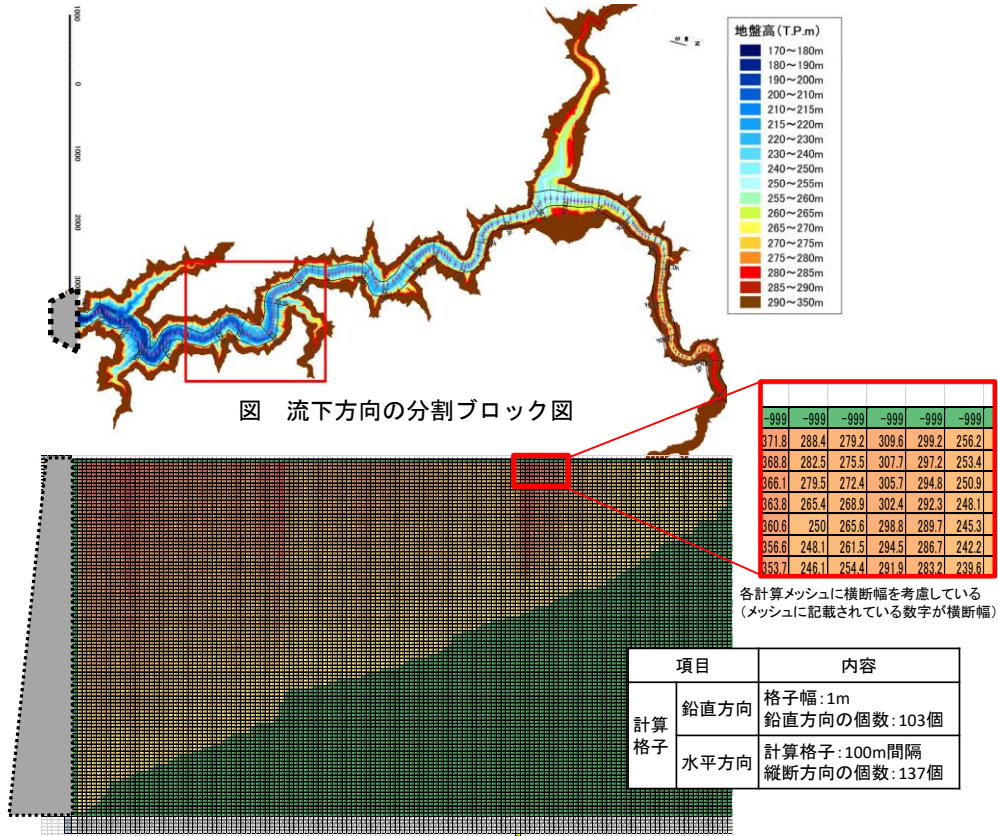 1000
0
1000
2000
地盤高(T.P.m)
170～180m
180～190m
190～200m
200～210m
210～215m
215～220m
220～230m
230～240m
240～250m
250～255m
255～260m
260～265m
265～270m
270～275m
275～280m
280～285m
285～290m
290～350m
図 流下方向の分割ブロック図
-999 -999 -999 -999 -999 -999
371.8 288.4 279.2 309.6 299.2 256.2
368.8 282.5 275.5 307.7 297.2 253.4
366.1 279.5 272.4 305.7 294.8 250.9
363.8 265.4 268.9 302.4 292.3 248.1
360.6 250 265.6 298.8 289.7 245.3
356.6 248.1 261.5 294.5 286.7 242.2
353.7 246.1 254.4 291.9 283.2 239.6
各計算メッシュに横断幅を考慮している
(メッシュに記載されている数字が横断幅)
項目 内容
計算格子 鉛直方向 格子幅:1m
鉛直方向の個数:103個
水平方向 計算格子:100m間隔
縦断方向の個数:137個